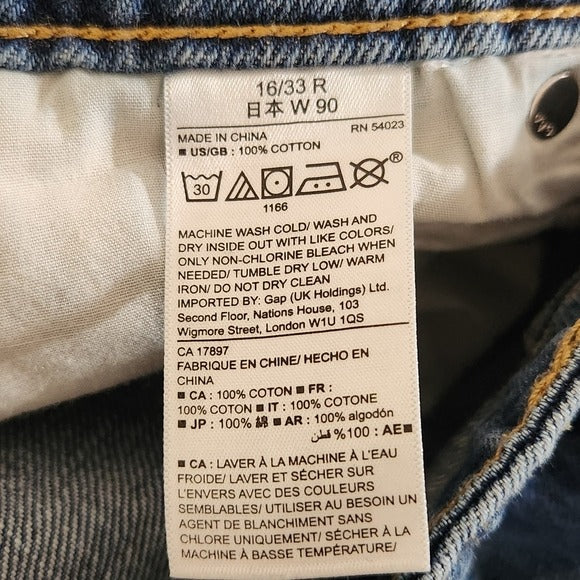 16/33 R
日本 W 90
RN 54023
MADE IN CHINA
■ US/GB : 100% COTTON
30
®
1166
MACHINE WASH COLD/ WASH AND
DRY INSIDE OUT WITH LIKE COLORS/
ONLY NON-CHLORINE BLEACH WHEN
NEEDED/ TUMBLE DRY LOW/ WARM
IRON/ DO NOT DRY CLEAN
IMPORTED BY: Gap (UK Holdings) Ltd.
Second Floor, Nations House, 103
Wigmore Street, London W1U 1QS
CA 17897
FABRIQUE EN CHINE/ HECHO EN
CHINA
■ CA : 100% COTON ■ FR :
100% COTON ■ IT : 100% COTONE
■ JP : 100% 綿 ■ AR : 100% algodón
■ AE : 100% قطن
■ CA : LAVER À LA MACHINE À L'EAU
FROIDE/ LAVER ET SÉCHER SUR
L'ENVERS AVEC DES COULEURS
SEMBLABLES/ UTILISER AU BESOIN UN
AGENT DE BLANCHIMENT SANS
CHLORE UNIQUEMENT/ SÉCHER À LA
MACHINE À BASSE TEMPÉRATURE/